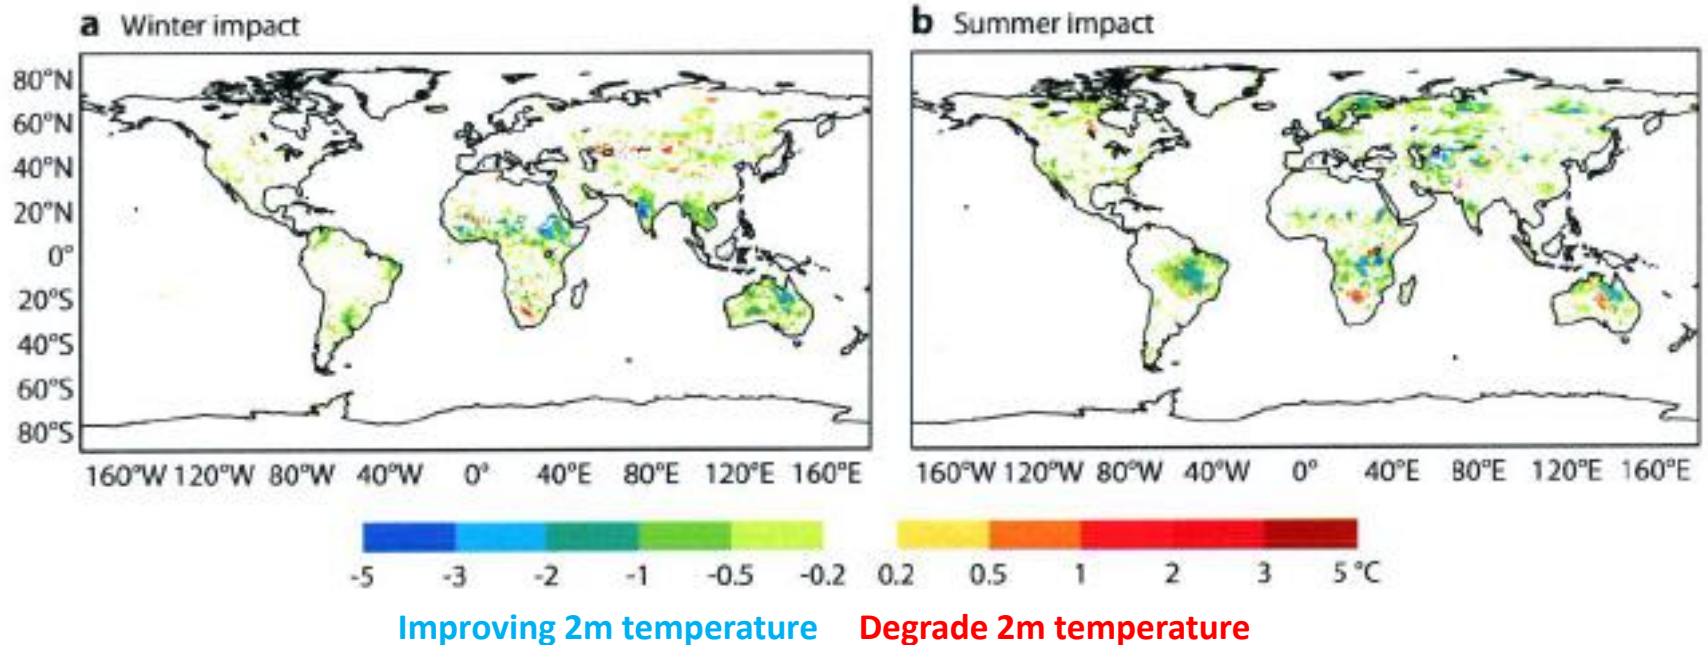 a Winter impact
b Summer impact
80°N
60°N
40°N
20°N
0°
20°S
40°S
60°S
80°S
160°W 120°W 80°W 40°W 0° 40°E 80°E 120°E 160°E
160°W 120°W 80°W 40°W 0° 40°E 80°E 120°E 160°E
-5 -3 -2 -1 -0.5 -0.2 0.2 0.5 1 2 3 5 °C
Improving 2m temperature Degrade 2m temperature